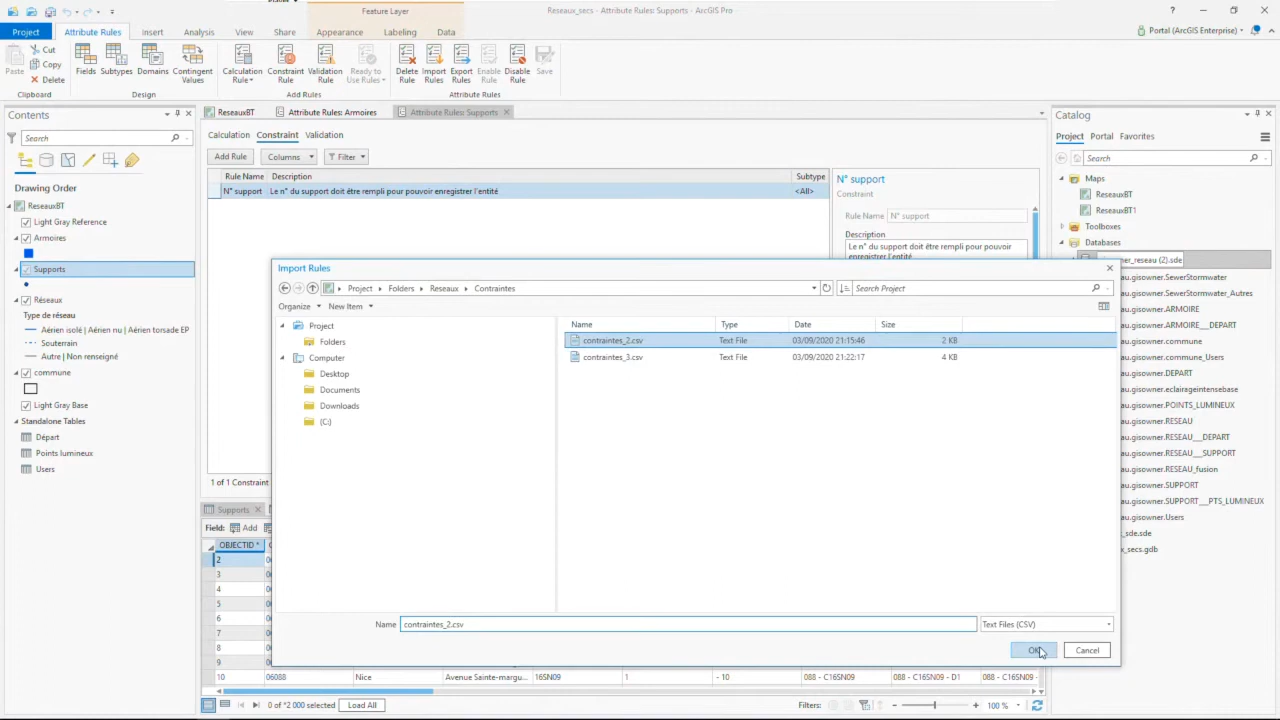 Feature Layer
Reseaux_secs - Attribute Rules: Supports - ArcGIS Pro
Project
Attribute Rules
Insert
Analysis
View
Share
Appearance
Labeling
Data
Portal (ArcGIS Enterprise)
Paste
Cut
Copy
Delete
Fields
Subtypes
Domains
Contingent
Values
Calculation
Rule
Constraint
Rule
Validation
Rule
Ready to
Use Rules
Delete
Rule
Import
Rules
Export
Rules
Enable
Rule
Disable
Rule
Save
Clipboard
Design
Add Rules
Attribute Rules
Contents
Search
Drawing Order
ReseauxBT
Light Gray Reference
Armoires
Supports
Réseaux
Type de réseau
Aérien isolé | Aérien nu | Aérien torsade EP
Souterrain
Autre | Non renseigné
commune
Light Gray Base
Standalone Tables
Départ
Points lumineux
Users
ReseauxBT
Attribute Rules: Armoires
Attribute Rules: Supports
Calculation
Constraint
Validation
Add Rule
Columns
Filter
Rule Name
Description
Subtype
N° support
Le n° du support doit être rempli pour pouvoir enregistrer l'entité
<All>
N° support
Constraint
Rule Name
N° support
Description
Le n° du support doit être rempli pour pouvoir
enregistrer l'entité
1 of 1 Constraint
Import Rules
Project
Folders
Reseaux
Contraintes
Search Project
Organize
New Item
Project
Folders
Computer
Desktop
Documents
Downloads
(C:)
Name
Type
Date
Size
contraintes_2.csv
Text File
03/09/2020 21:15:46
2 KB
contraintes_3.csv
Text File
03/09/2020 21:22:17
4 KB
Name
contraintes_2.csv
Text Files (CSV)
OK
Cancel
Supports
Field:
Add
OBJECTID *
2
3
4
5
6
7
8
9
10
06088
Nice
Avenue Sainte-margu...
16SN09
1
- 10
088 - C16SN09
088 - C16SN09 - D1
088 - C16SN09 -
0 of *2 000 selected
Load All
Filters:
100 %
Catalog
Project
Portal
Favorites
Search
Maps
ReseauxBT
ReseauxBT1
Toolboxes
Databases
ner_reseau (2).sde
au.gisowner.SewerStormwater
au.gisowner.SewerStormwater_Autres
au.gisowner.ARMOIRE
au.gisowner.ARMOIRE__DEPART
au.gisowner.commune
au.gisowner.commune_Users
au.gisowner.DEPART
au.gisowner.eclairageintensebase
au.gisowner.POINTS_LUMINEUX
au.gisowner.RESEAU
au.gisowner.RESEAU__DEPART
au.gisowner.RESEAU__SUPPORT
au.gisowner.RESEAU_fusion
au.gisowner.SUPPORT
au.gisowner.SUPPORT__PTS_LUMINEUX
au.gisowner.Users
_sde.sde
x_secs.gdb